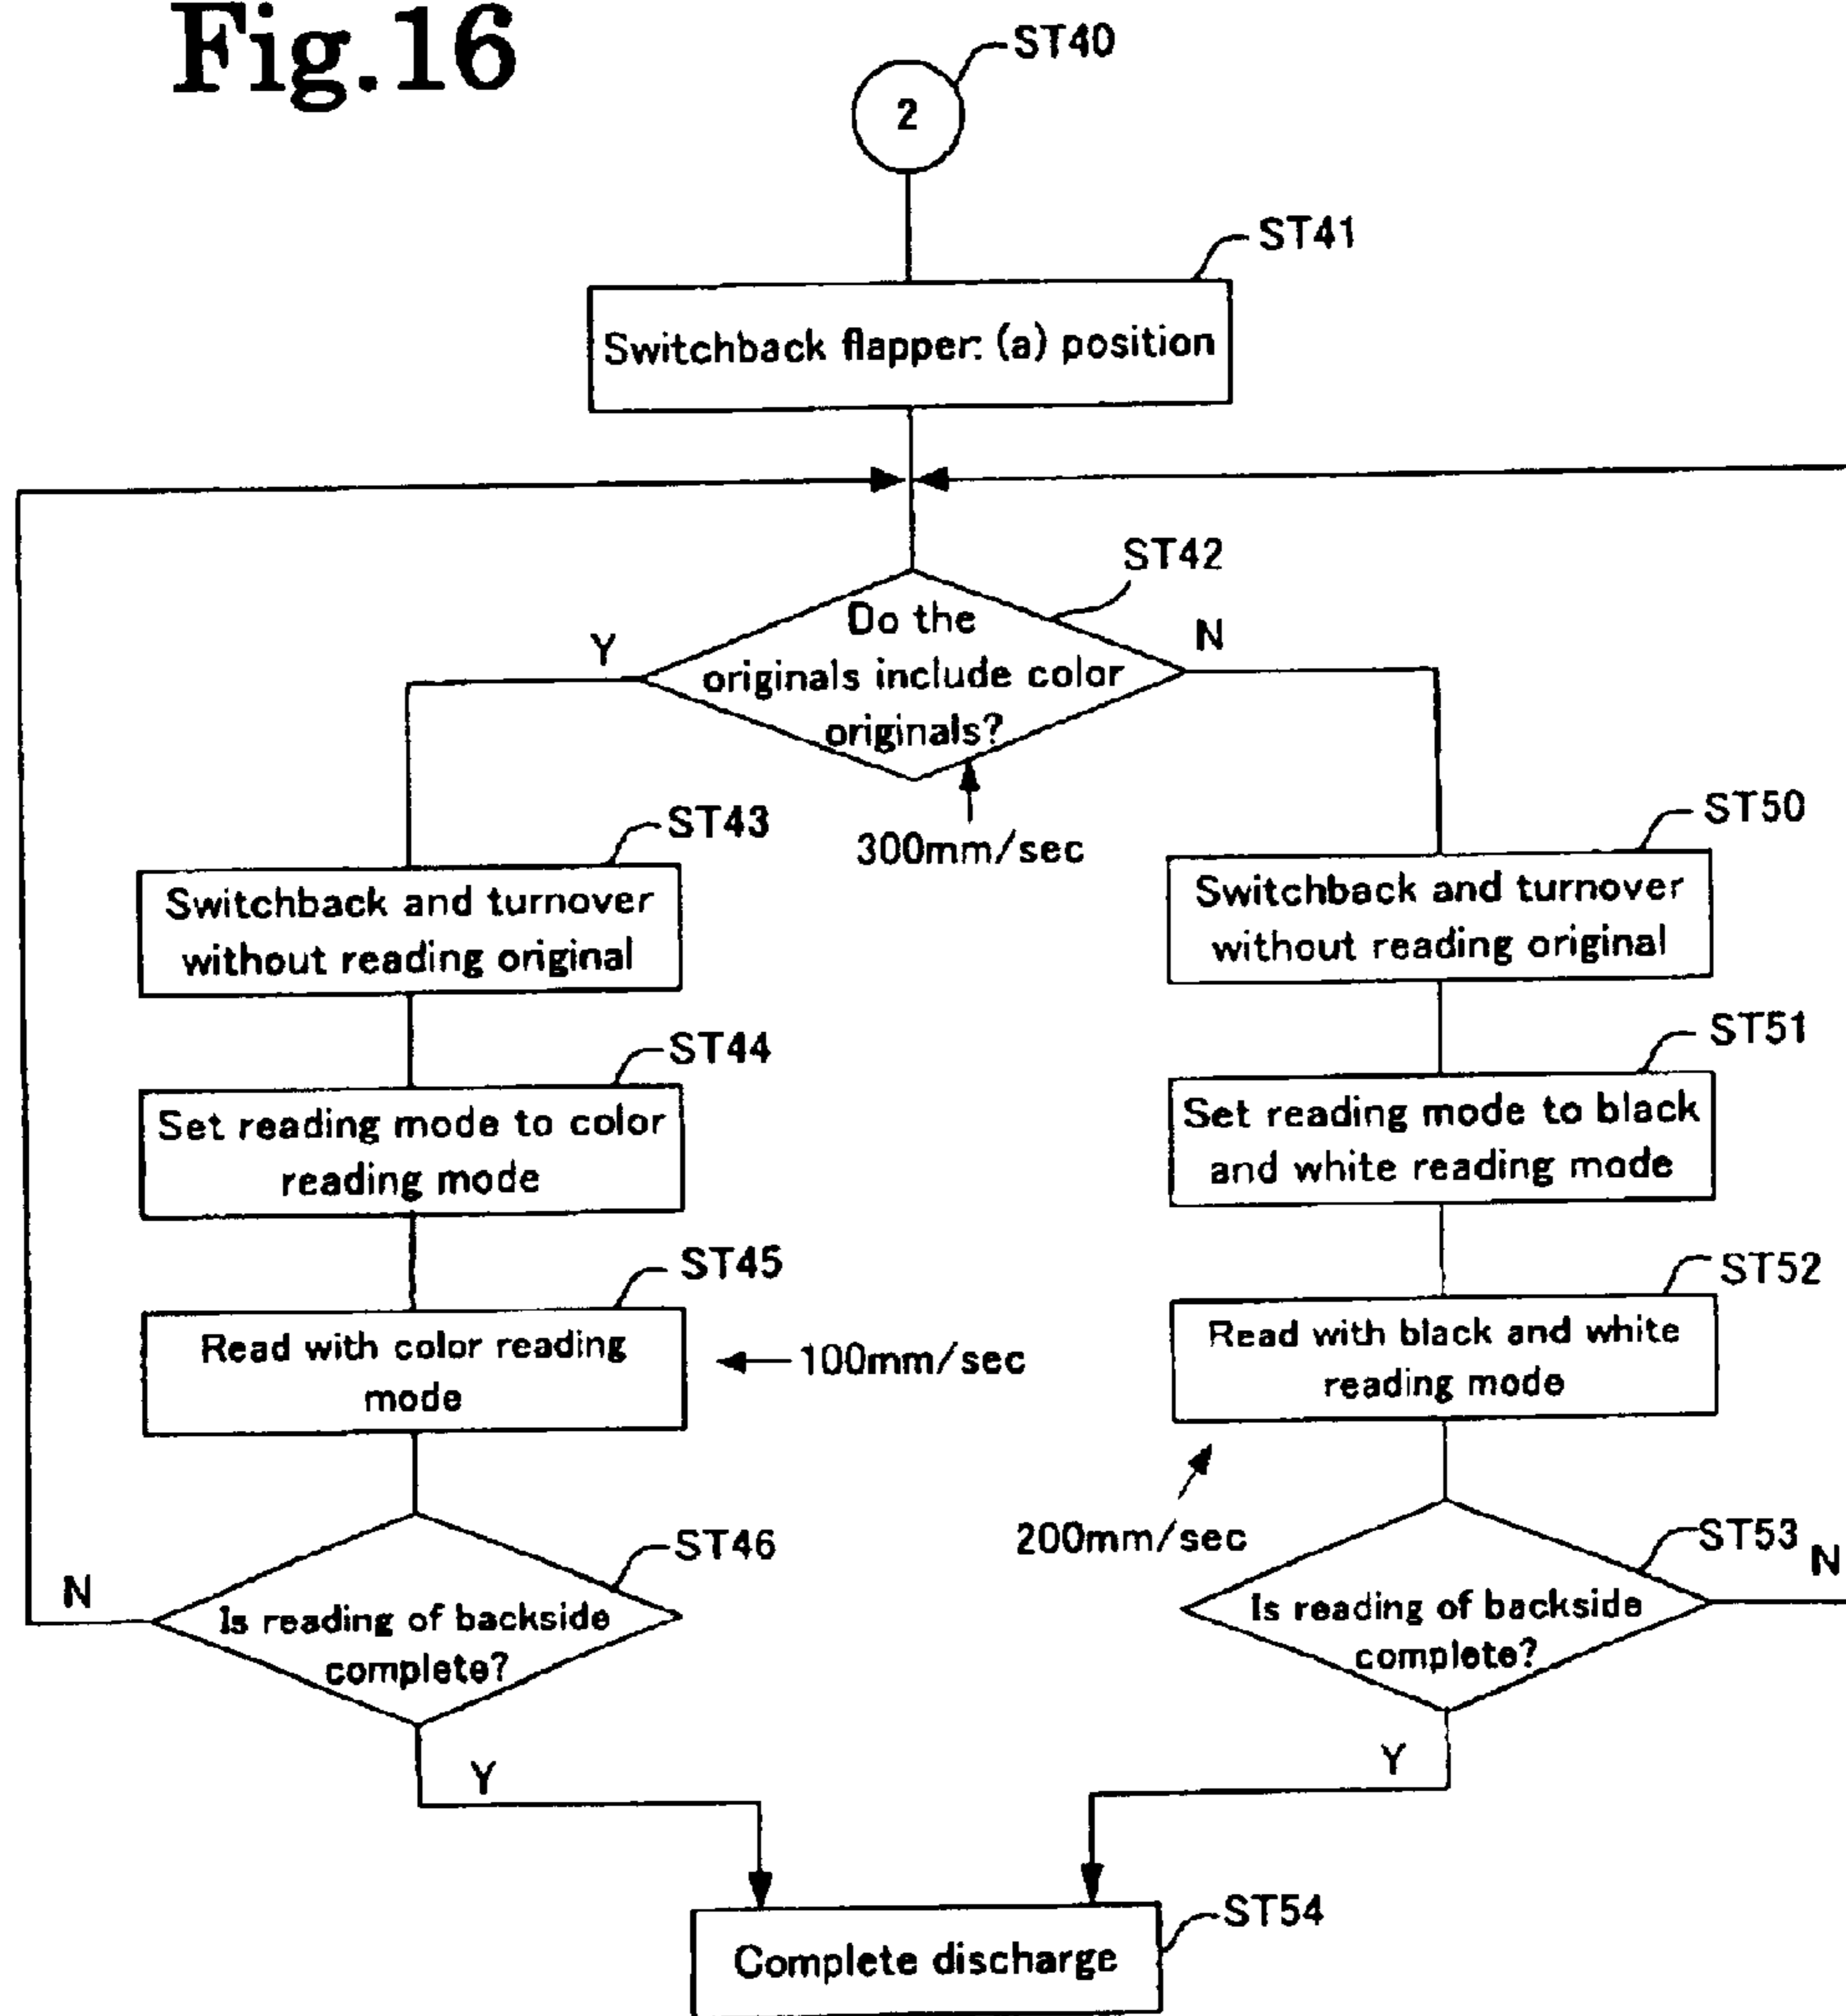 Fig.16
ST40
2
ST41
Switchback flapper: (a) position
ST42
Do the
originals include color
originals?
Y
N
300mm/sec
ST43
Switchback and turnover
without reading original
ST50
Switchback and turnover
without reading original
ST44
Set reading mode to color
reading mode
ST51
Set reading mode to black
and white reading mode
ST45
Read with color reading
mode
100mm/sec
ST52
Read with black and white
reading mode
200mm/sec
ST46
Is reading of backside
complete?
N
Y
ST53
Is reading of backside
complete?
N
Y
ST54
Complete discharge